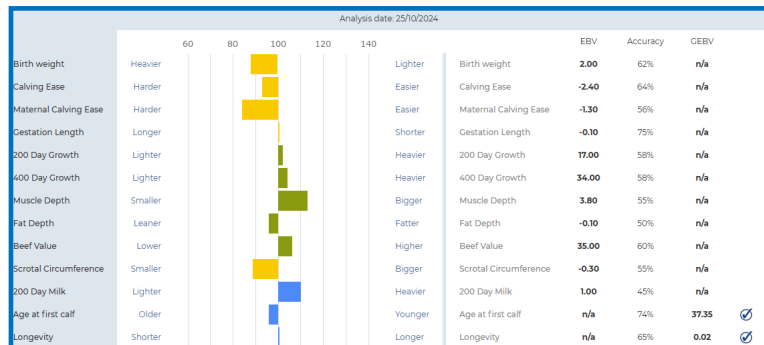 Analysis date: 25/10/2024
60 80 100 120 140 EBV Accuracy GEBV
Birth weight Heavier Lighter Birth weight 2.00 62% n/a
Calving Ease Harder Easier Calving Ease -2.40 64% n/a
Maternal Calving Ease Harder Easier Maternal Calving Ease -1.30 56% n/a
Gestation Length Longer Shorter Gestation Length -0.10 75% n/a
200 Day Growth Lighter Heavier 200 Day Growth 17.00 58% n/a
400 Day Growth Lighter Heavier 400 Day Growth 34.00 58% n/a
Muscle Depth Smaller Bigger Muscle Depth 3.80 55% n/a
Fat Depth Leaner Fatter Fat Depth -0.10 50% n/a
Beef Value Lower Higher Beef Value 35.00 60% n/a
Scrotal Circumference Smaller Bigger Scrotal Circumference -0.30 55% n/a
200 Day Milk Lighter Heavier 200 Day Milk 1.00 45% n/a
Age at first calf Older Younger Age at first calf n/a 74% 37.35
Longevity Shorter Longer Longevity n/a 65% 0.02